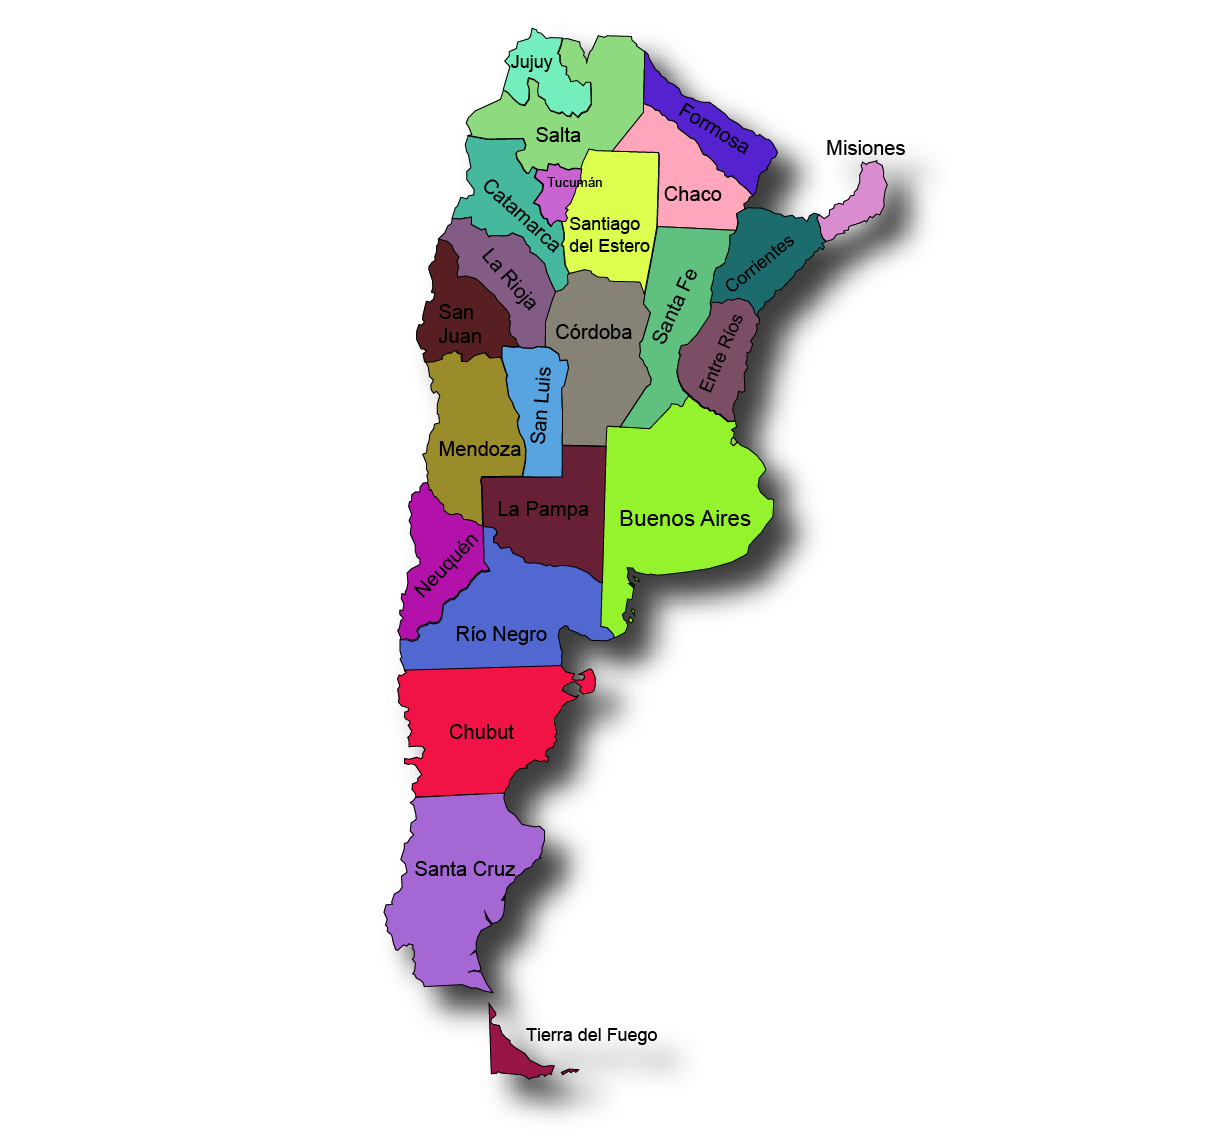 Jujuy
Salta
Formosa
Misiones
Tucumán
Chaco
Catamarca
Santiago
del Estero
Corrientes
La Rioja
Santa Fe
San
Juan
Córdoba
Entre Ríos
San Luis
Mendoza
La Pampa
Buenos Aires
Neuquén
Río Negro
Chubut
Santa Cruz
Tierra del Fuego